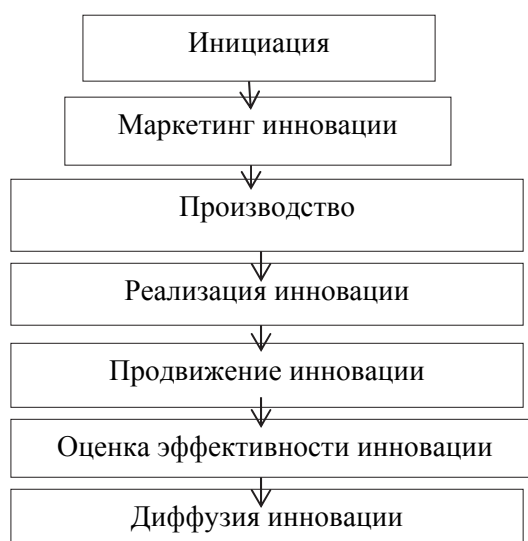 Инициация
Маркетинг инновации
Производство
Реализация инновации
Продвижение инновации
Оценка эффективности инновации
Диффузия инновации